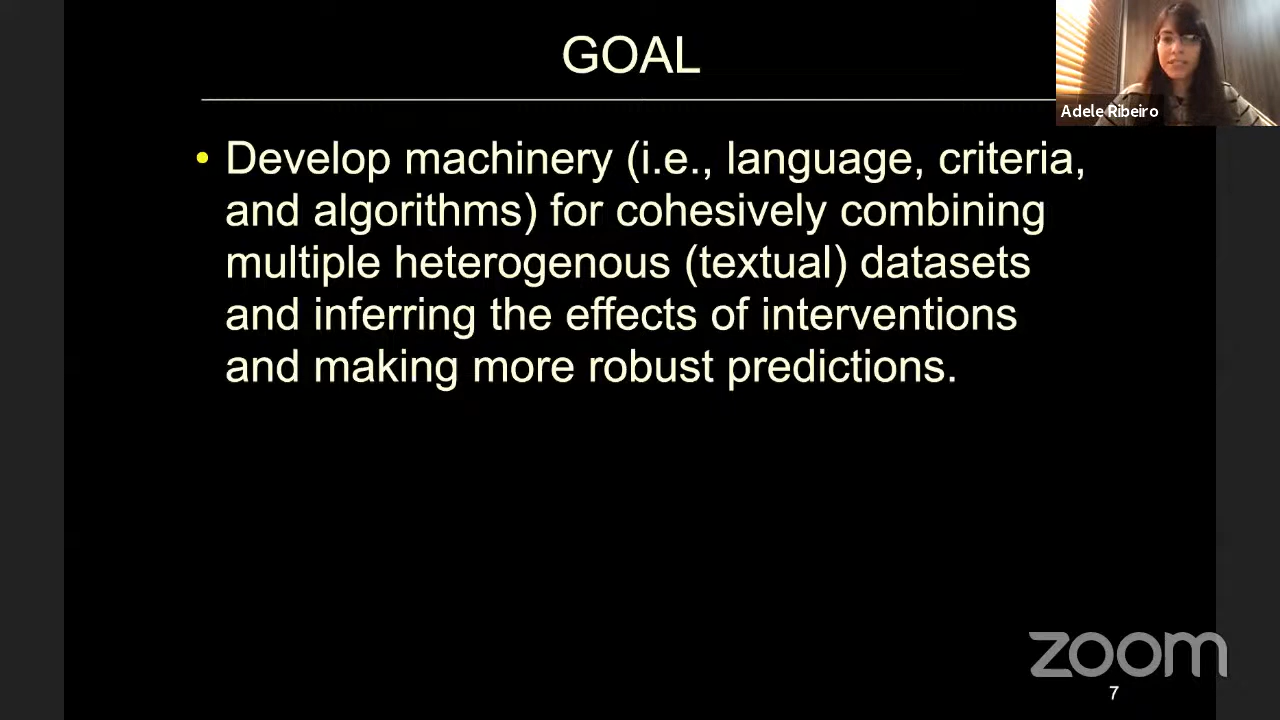 GOAL
Adele Ribeiro
• Develop machinery (i.e., language, criteria,
and algorithms) for cohesively combining
multiple heterogenous (textual) datasets
and inferring the effects of interventions
and making more robust predictions.
zoom
7